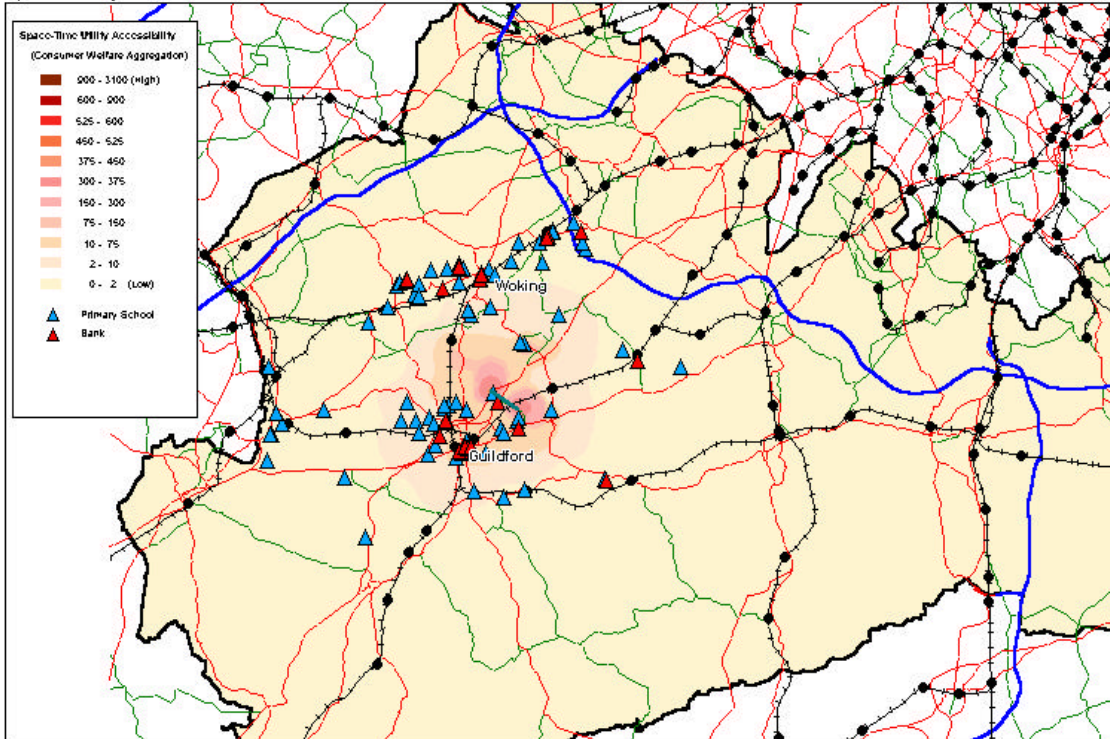 Space-Time Utility Accessibility
(Consumer Welfare Aggregation)
900 - 3100 (High)
600 - 900
525 - 600
450 - 525
375 - 450
300 - 375
150 - 300
75 - 150
10 - 75
2 - 10
0 - 2 (Low)
Primary School
Bank
Woking
Guildford